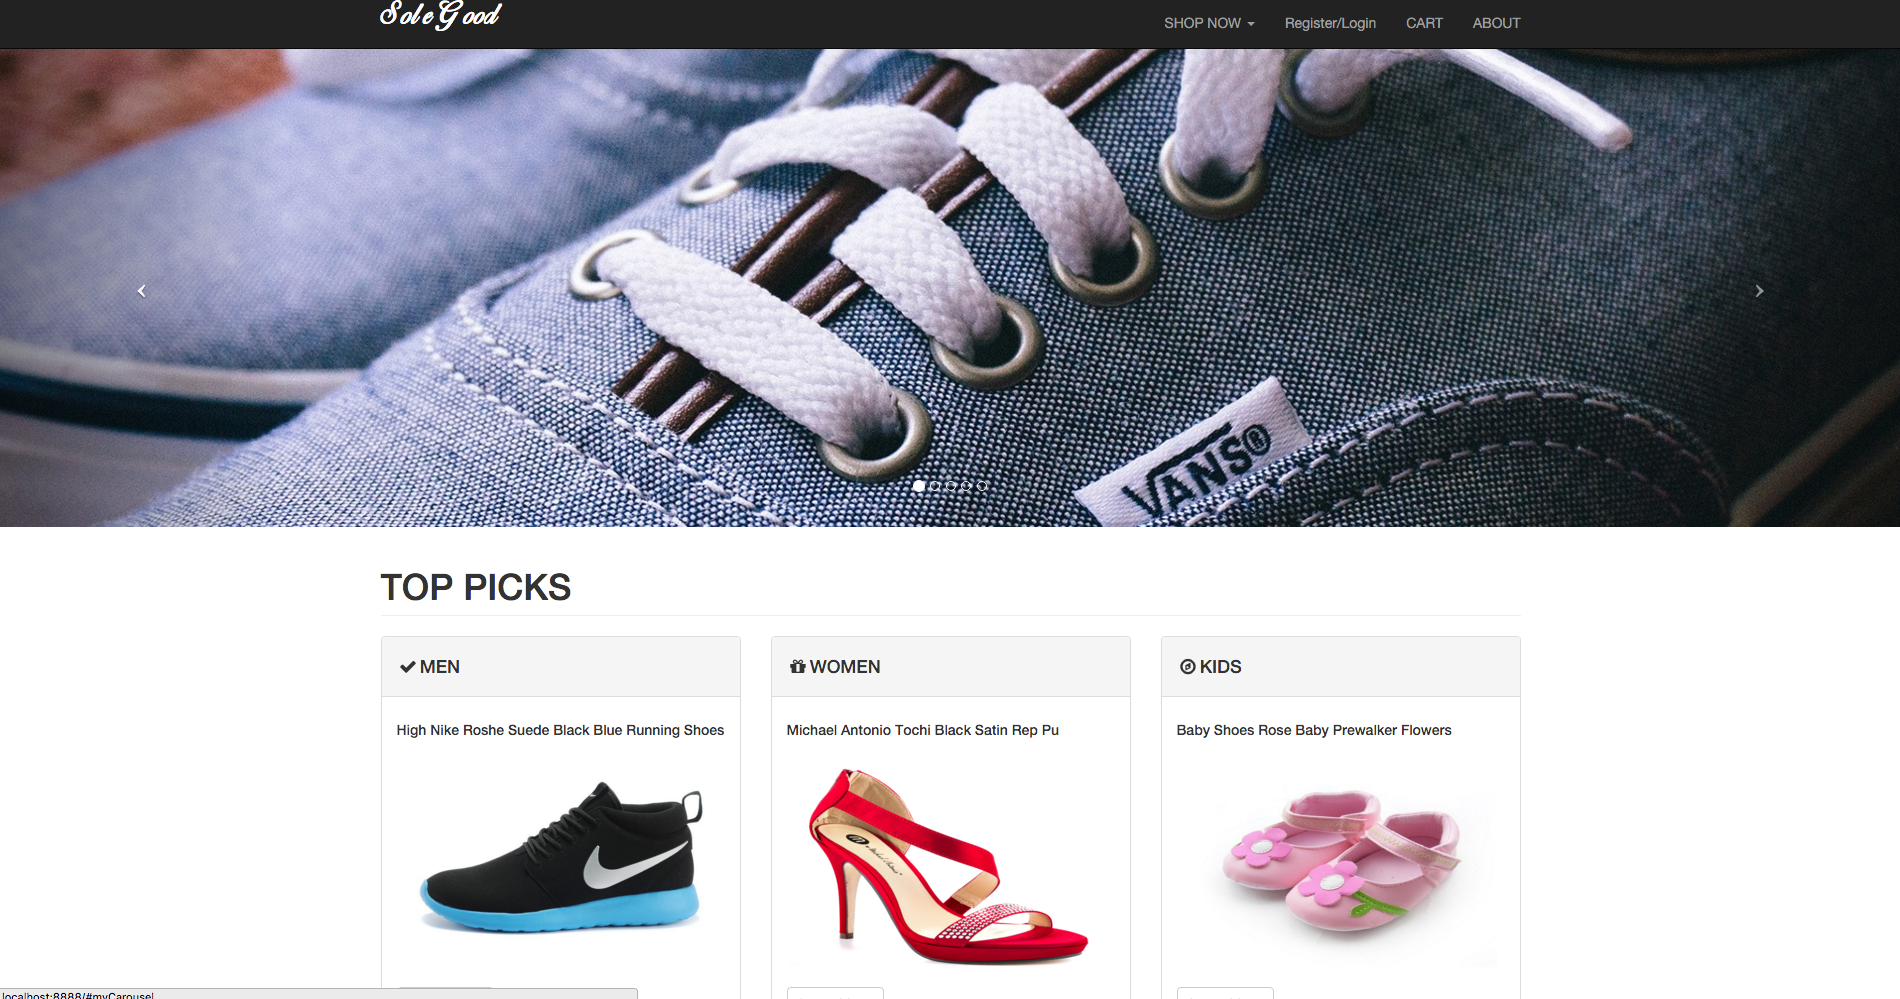 SoleGood
SHOP NOW Register/Login CART ABOUT
VANS®
TOP PICKS
MEN
WOMEN
KIDS
High Nike Roshe Suede Black Blue Running Shoes
Michael Antonio Tochi Black Satin Rep Pu
Baby Shoes Rose Baby Prewalker Flowers
localhost:8888/#myCarousel